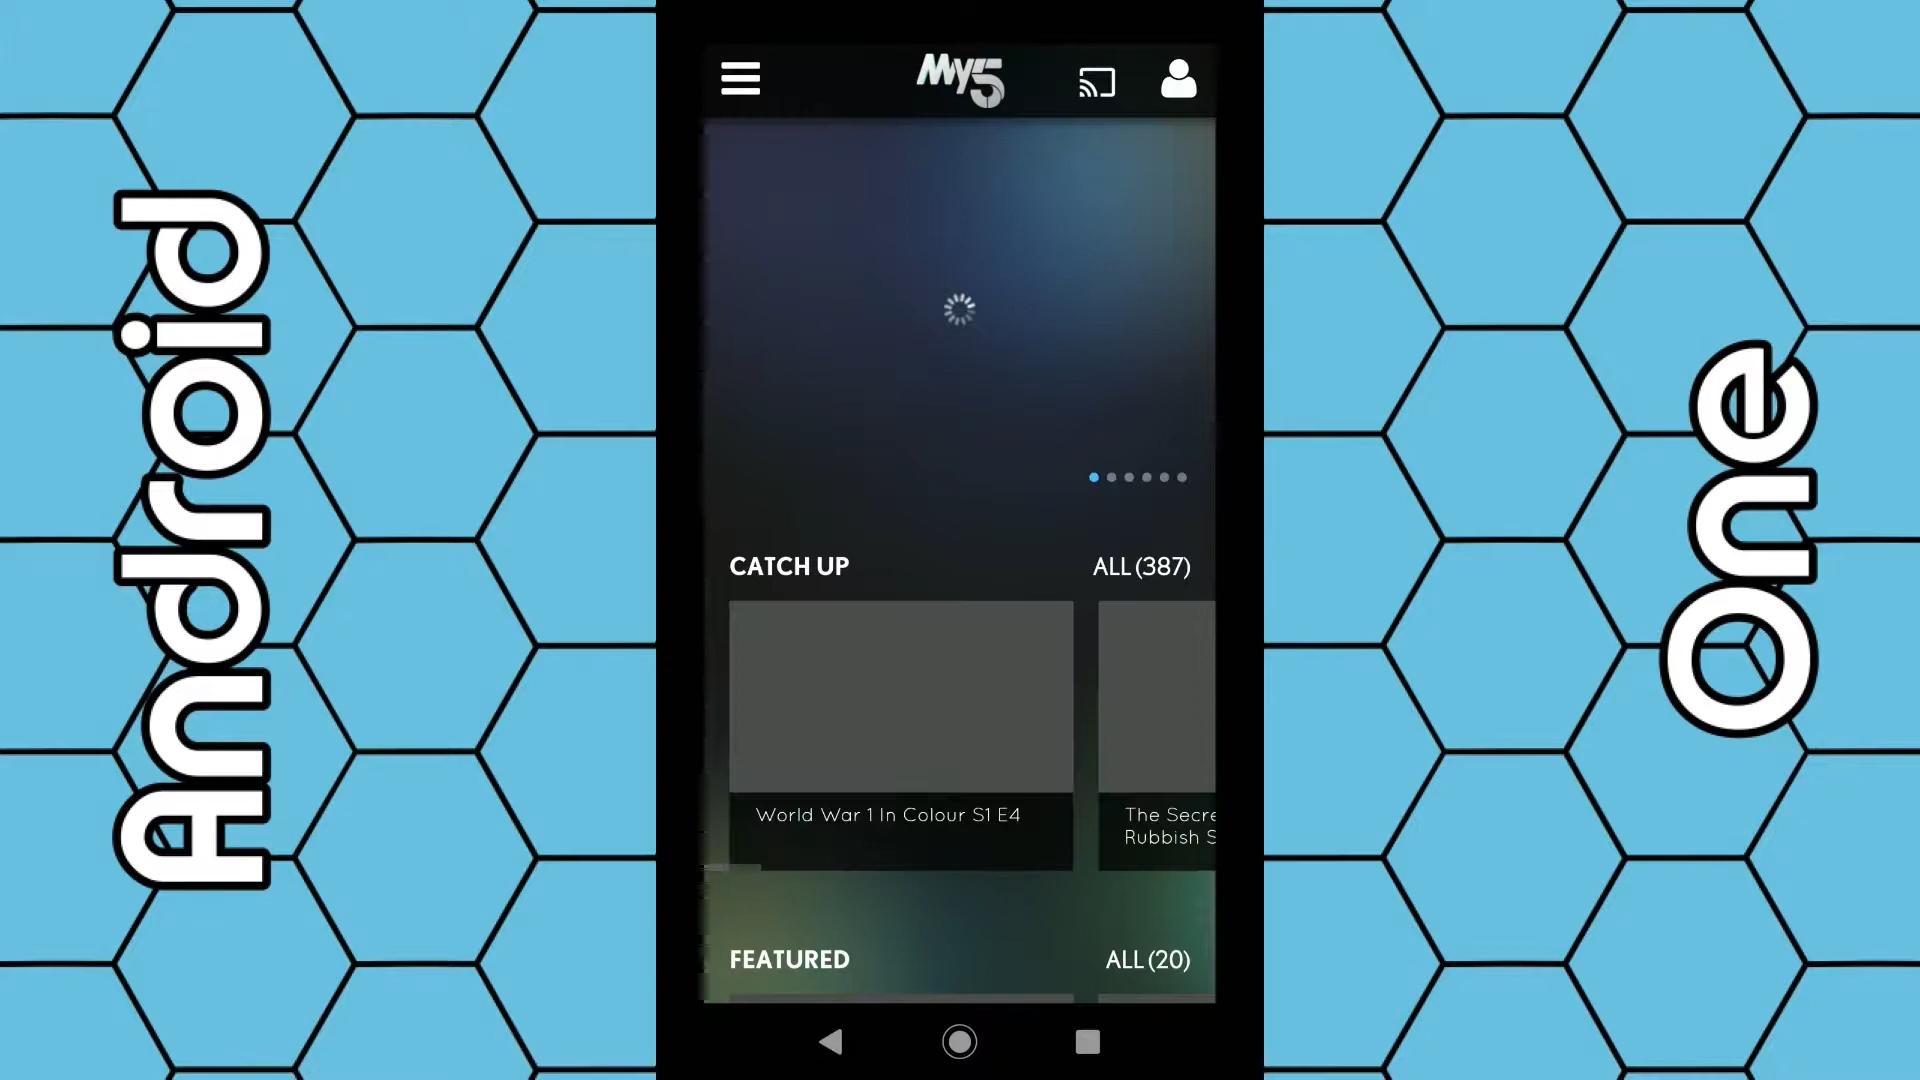 Android
My5
CATCH UP
ALL (387)
World War 1 In Colour S1 E4
The Secre
Rubbish S
FEATURED
ALL (20)
One